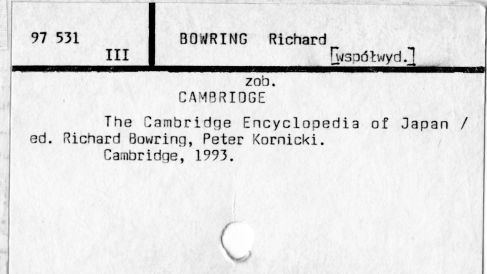 97 531 BOWRING Richard
III [współwyd.]
zob.
CAMBRIDGE
The Cambridge Encyclopedia of Japan /
ed. Richard Bowring, Peter Kornicki.
Cambridge, 1993.